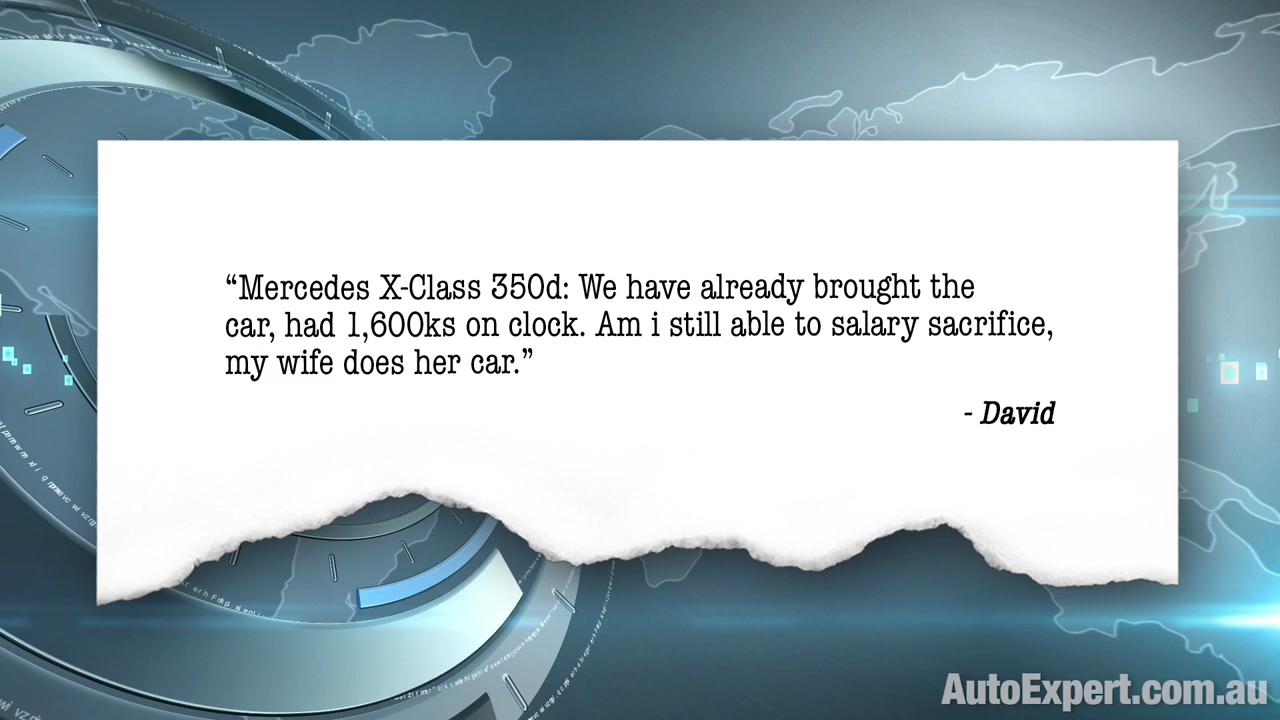 “Mercedes X-Class 350d: We have already brought the
car, had 1,600ks on clock. Am i still able to salary sacrifice,
my wife does her car.”
- David
AutoExpert.com.au